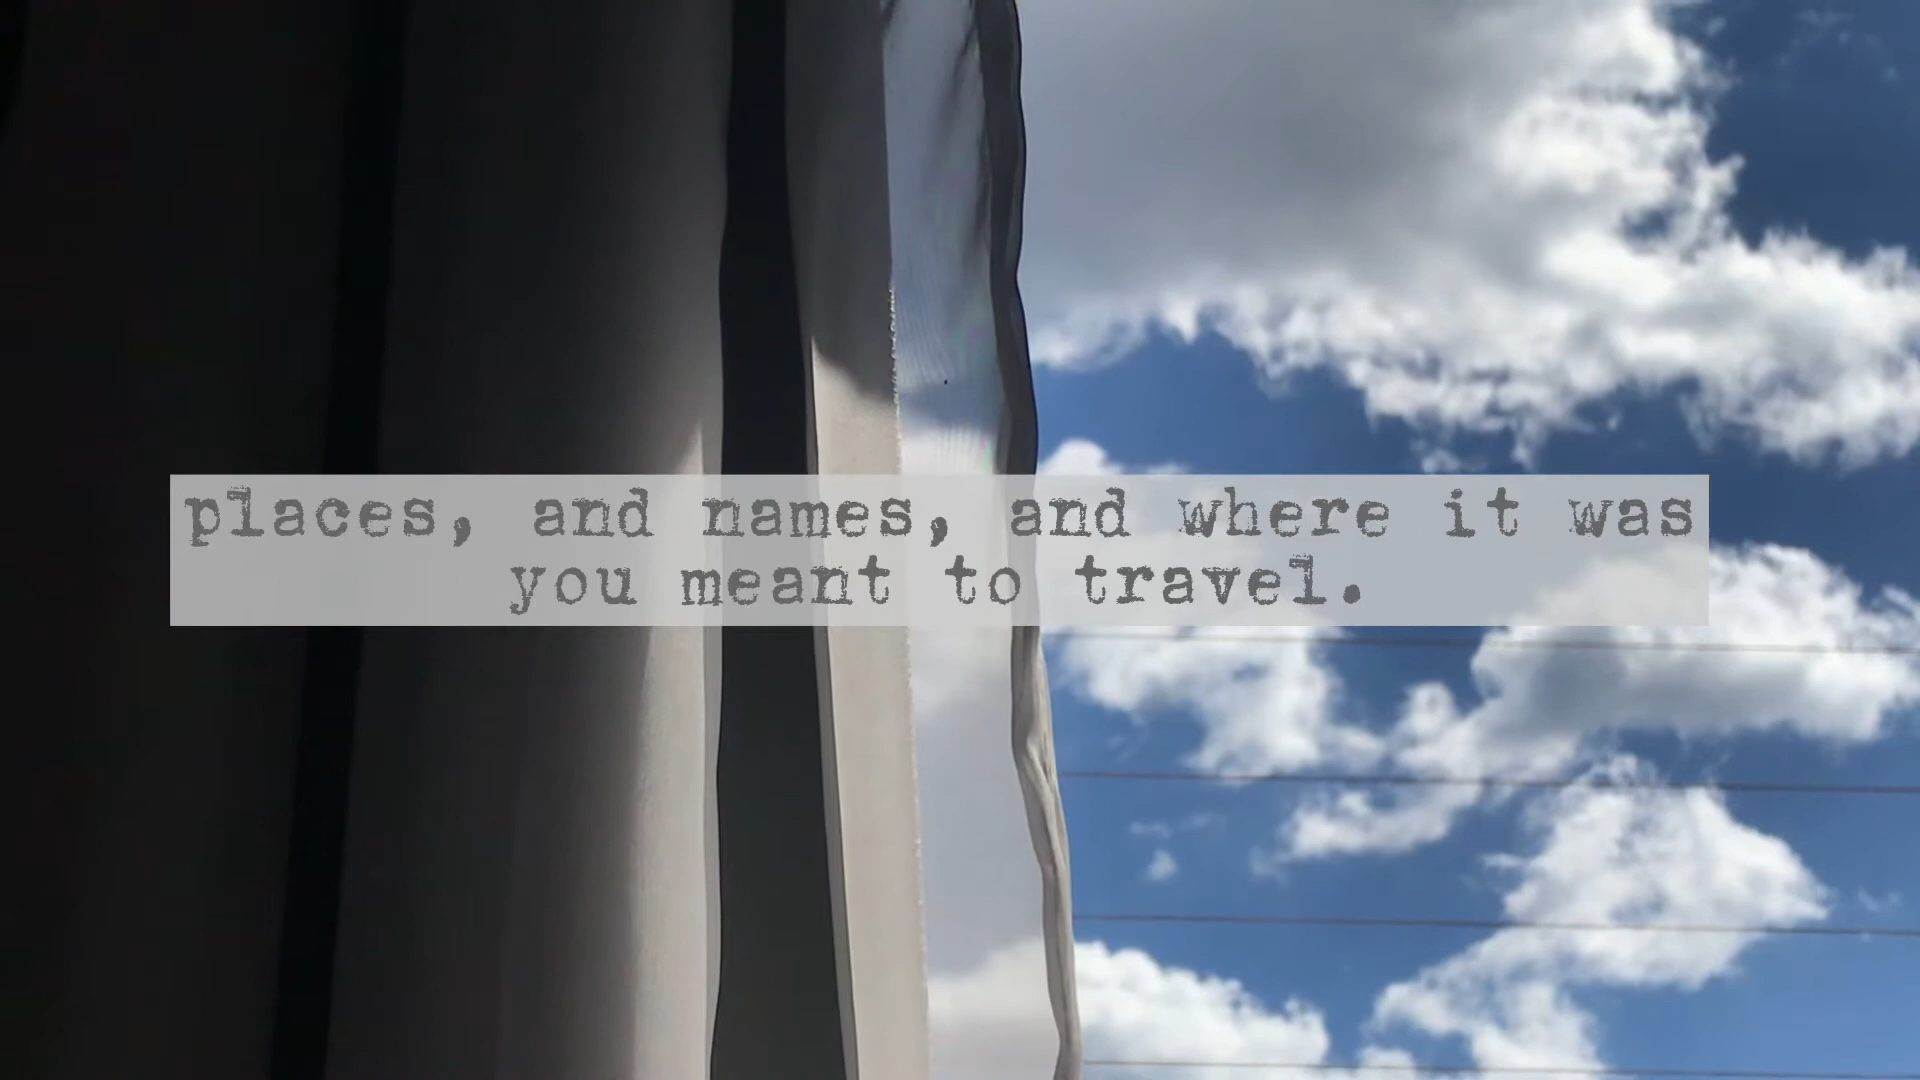 places, and names, and where it was
you meant to travel.